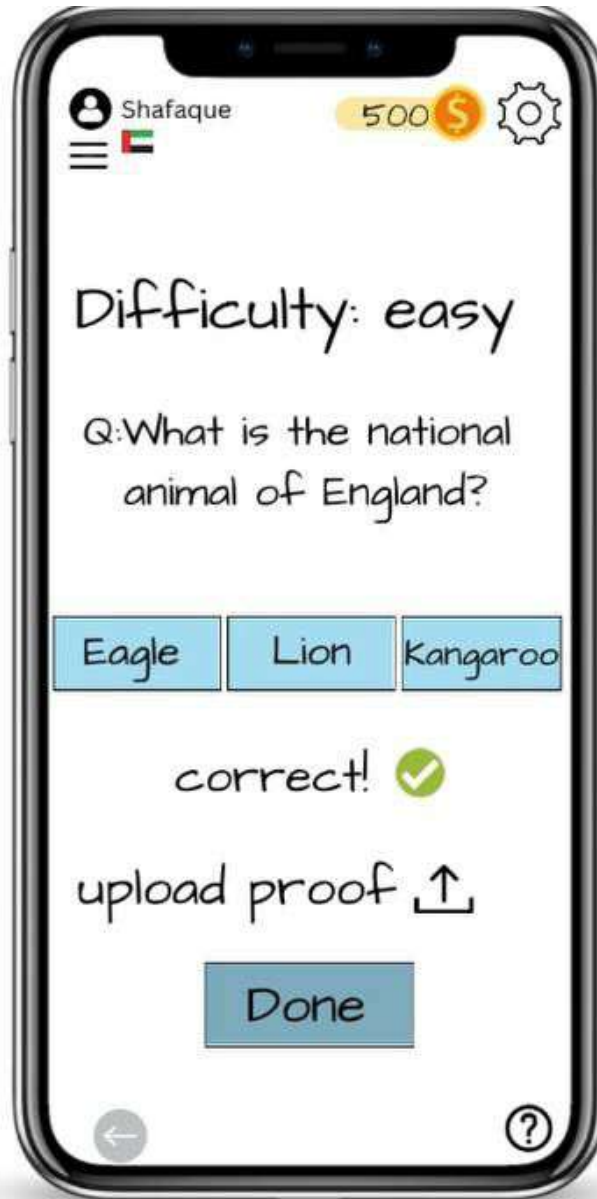 Shafaque
500 $
Difficulty: easy
Q:What is the national
animal of England?
Eagle
Lion
Kangaroo
correct!
upload proof
Done
?